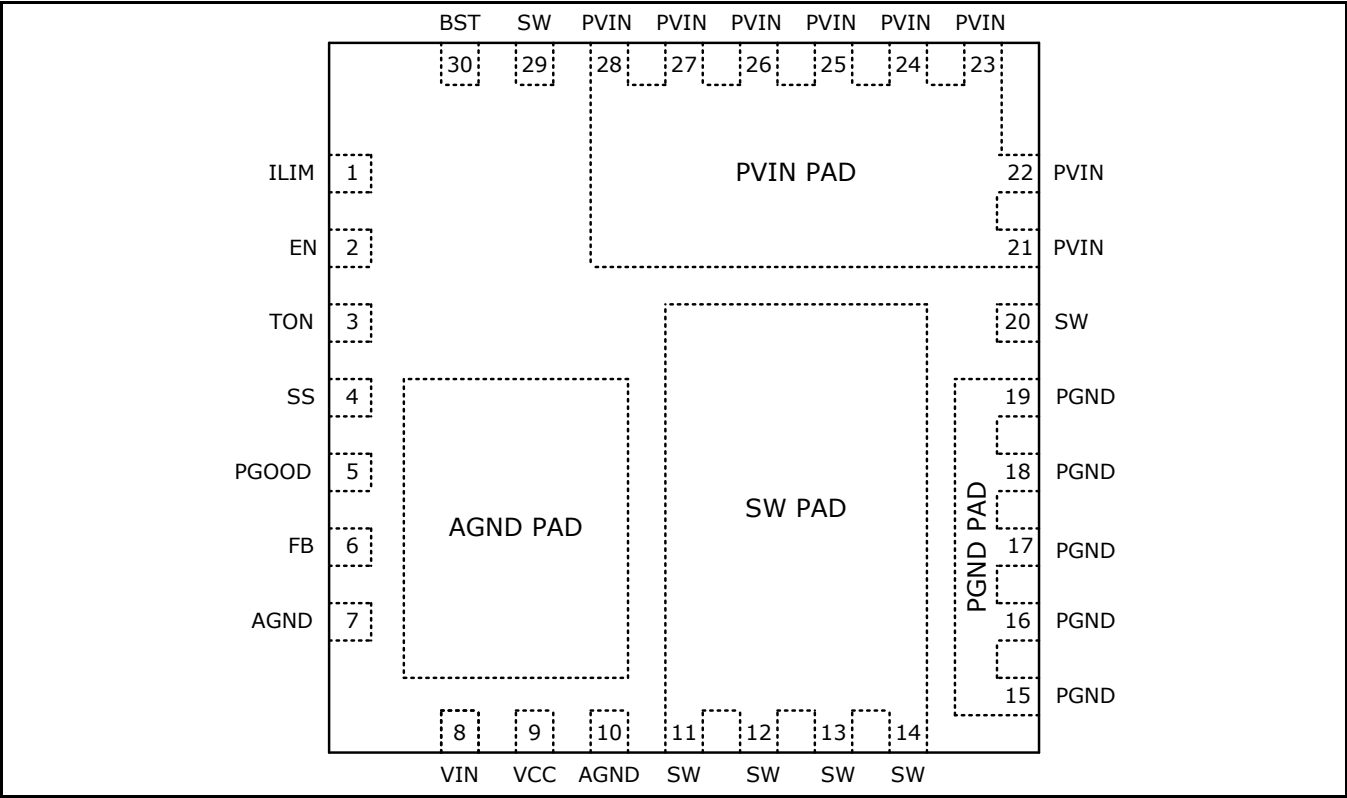 BST SW PVIN PVIN PVIN PVIN PVIN PVIN
30 29 28 27 26 25 24 23
ILIM 1 PVIN PAD 22 PVIN
EN 2 21 PVIN
TON 3 20 SW
SS 4 19 PGND
PGOOD 5 18 PGND
SW PAD
AGND PAD
PGND PAD
FB 6 17 PGND
AGND 7 16 PGND
15 PGND
8 9 10 11 12 13 14
VIN VCC AGND SW SW SW SW